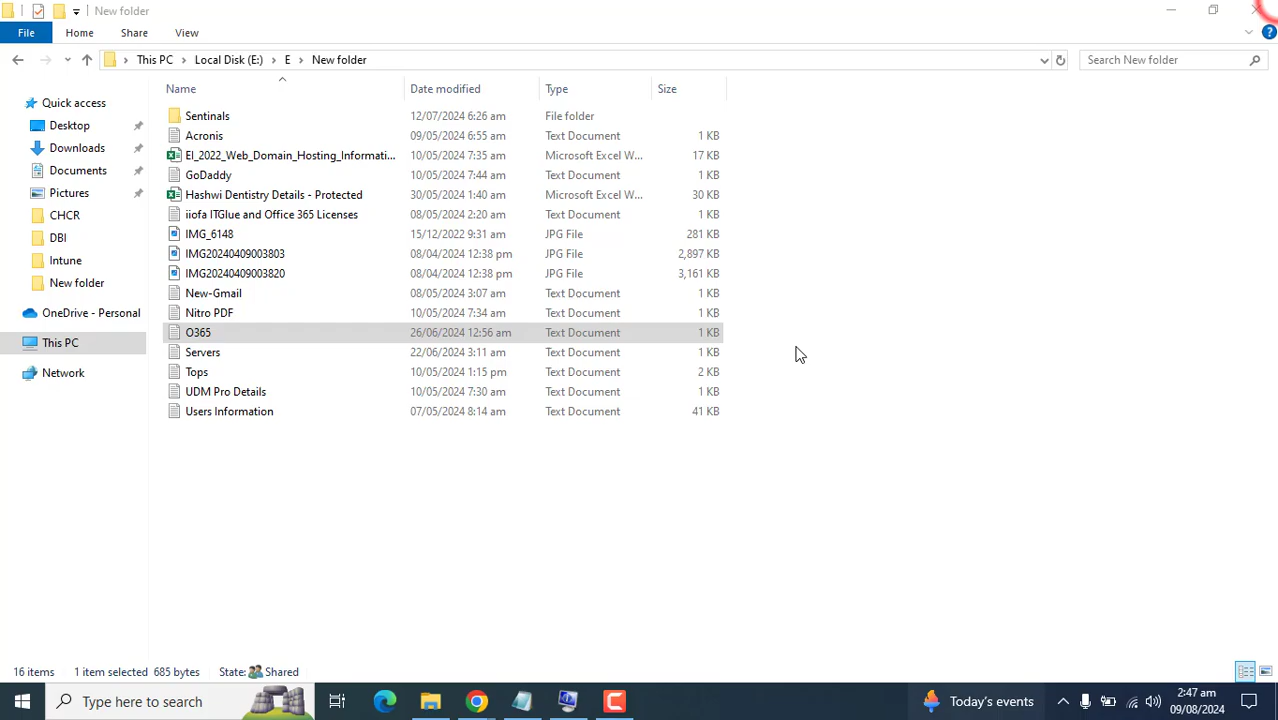 New folder
File Home Share View
This PC Local Disk (E:) E New folder Search New folder
Name Date modified Type Size
Quick access
Desktop
Downloads
Documents
Pictures
CHCR
DBI
Intune
New folder
OneDrive - Personal
This PC
Network
Sentinals 12/07/2024 6:26 am File folder
Acronis 09/05/2024 6:55 am Text Document 1 KB
EI_2022_Web_Domain_Hosting_Informati... 10/05/2024 7:35 am Microsoft Excel W... 17 KB
GoDaddy 10/05/2024 7:44 am Text Document 1 KB
Hashwi Dentistry Details - Protected 30/05/2024 1:40 am Microsoft Excel W... 30 KB
iiofa ITGlue and Office 365 Licenses 08/05/2024 2:20 am Text Document 1 KB
IMG_6148 15/12/2022 9:31 am JPG File 281 KB
IMG20240409003803 08/04/2024 12:38 pm JPG File 2,897 KB
IMG20240409003820 08/04/2024 12:38 pm JPG File 3,161 KB
New-Gmail 08/05/2024 3:07 am Text Document 1 KB
Nitro PDF 10/05/2024 7:34 am Text Document 1 KB
O365 26/06/2024 12:56 am Text Document 1 KB
Servers 22/06/2024 3:11 am Text Document 1 KB
Tops 10/05/2024 1:15 pm Text Document 2 KB
UDM Pro Details 10/05/2024 7:30 am Text Document 1 KB
Users Information 07/05/2024 8:14 am Text Document 41 KB
16 items 1 item selected 685 bytes State: Shared
Type here to search Today's events 2:47 am
09/08/2024